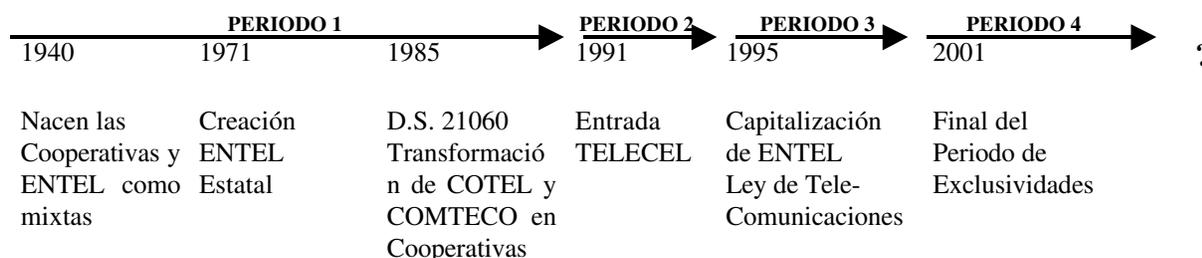 PERIODO 1 PERIODO 2 PERIODO 3 PERIODO 4
1940 1971 1985 1991 1995 2001
Nacen las Creación D.S. 21060 Entrada Capitalización Final del
Cooperativas y ENTEL Transformació TELECEL de ENTEL Periodo de
ENTEL como Estatal n de COTEL y Ley de Tele- Exclusividades
mixtas COMTECO en Comunicaciones
Cooperativas